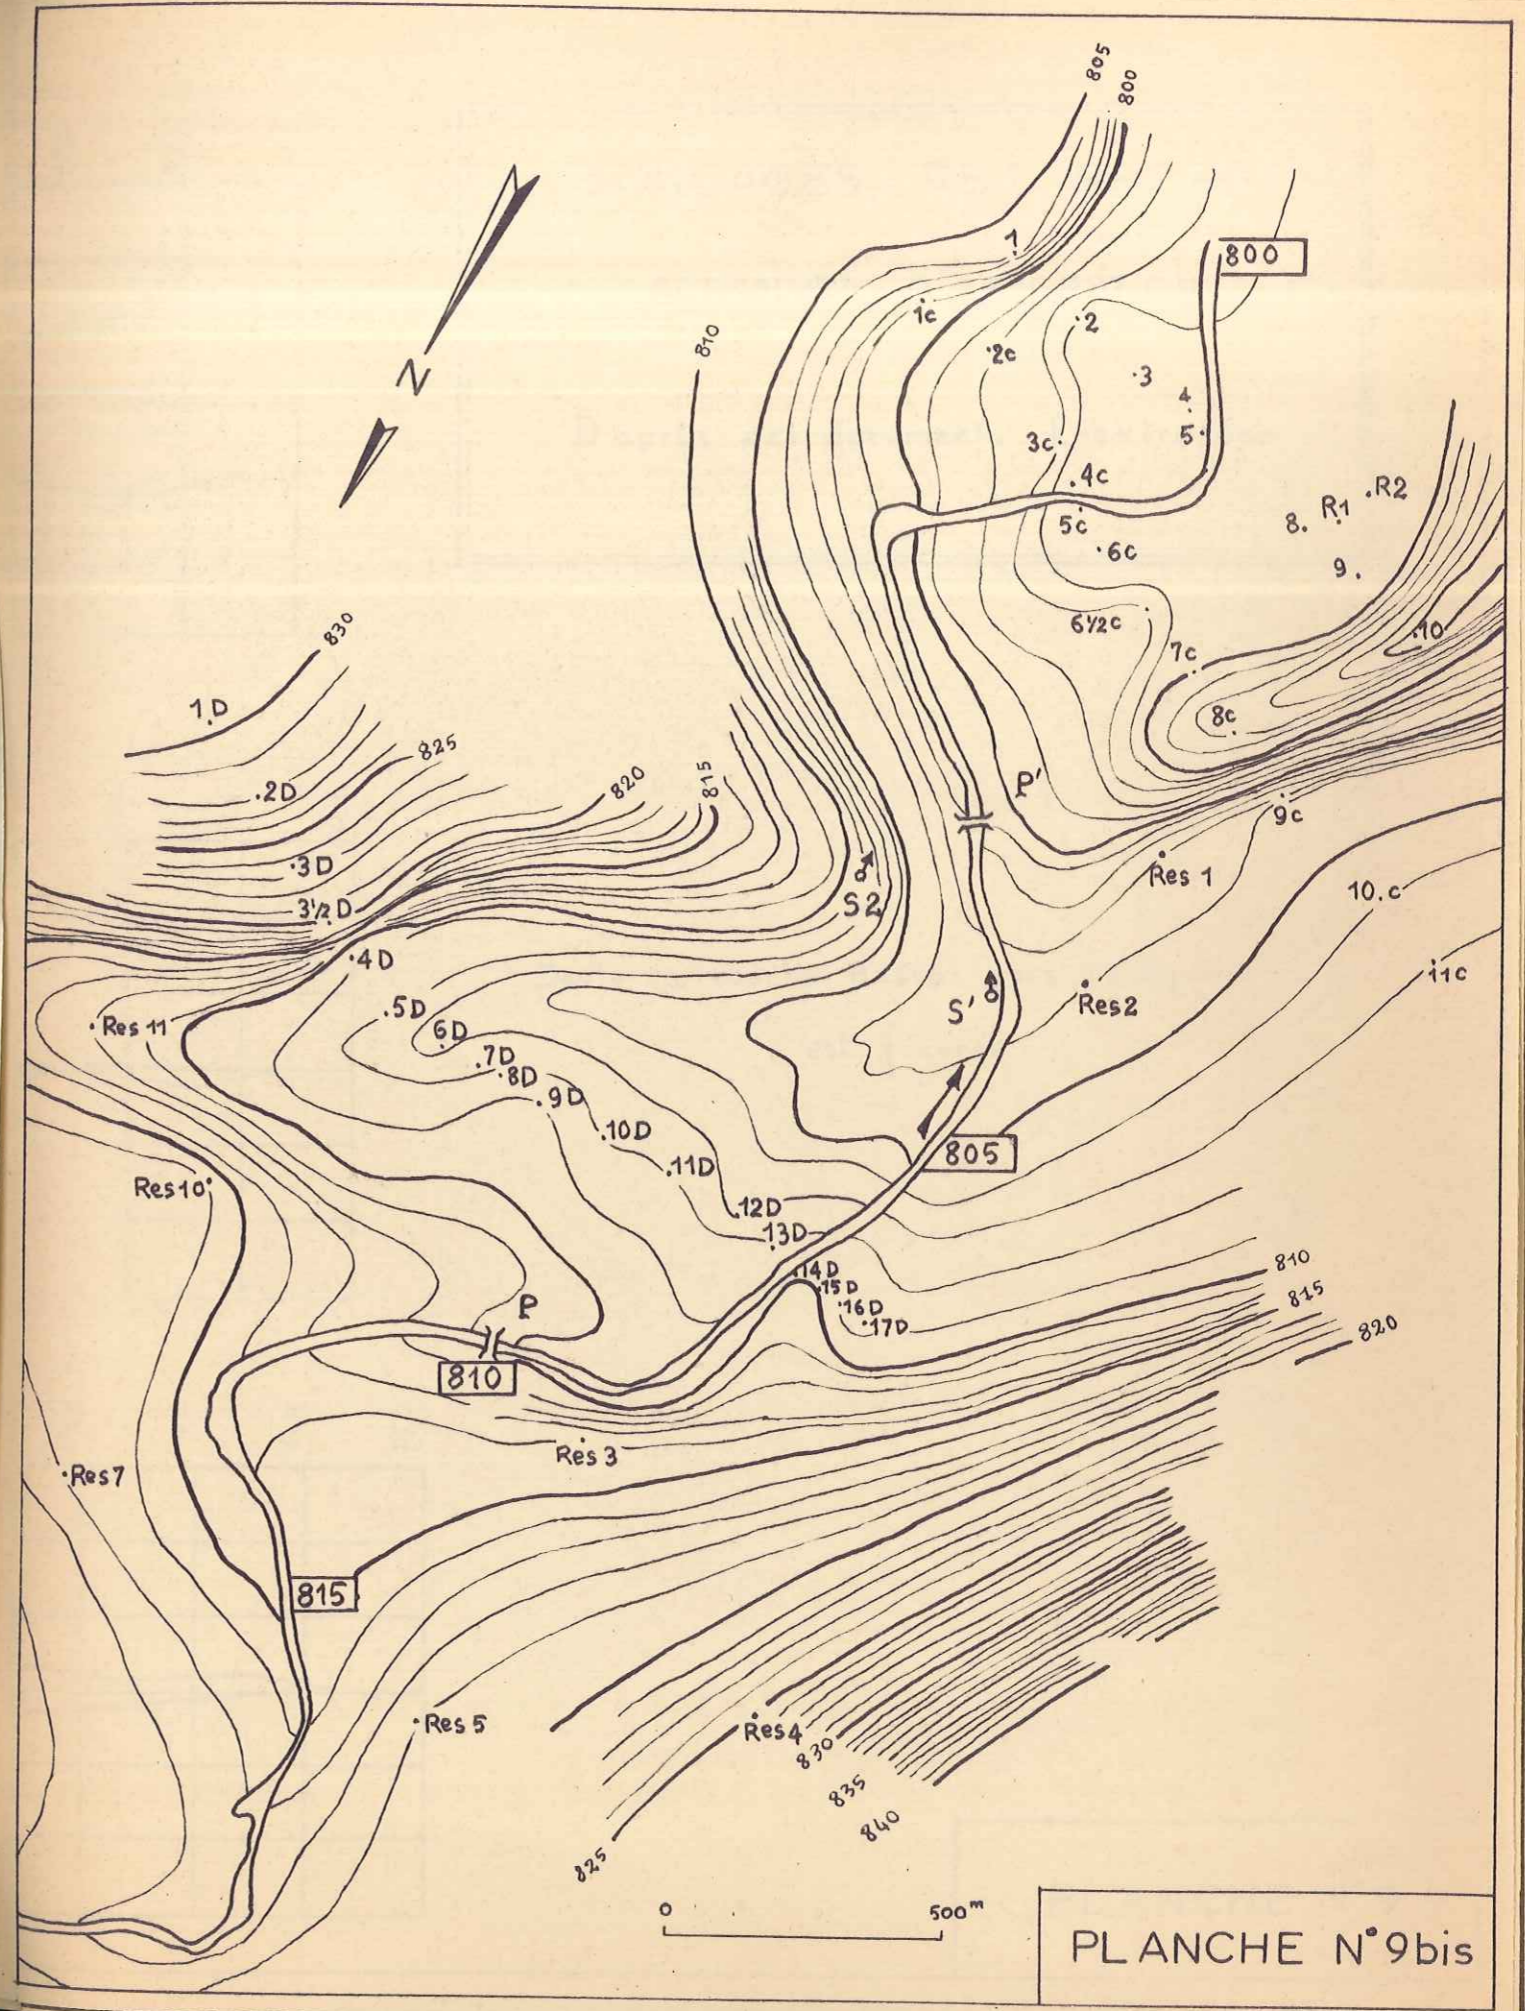 805
800
1
800
1c
.2
810
.2c
N
.3
4
3c.
5.
.4c
.R2
R1
8.
5c
.6c
9.
830
6½c
.10
7c
1.D
8c
825
820
815
.2D
P'
9c
.3D
Res 1
10.c
S2
3½D
.4D
11c
S'
Res2
.5D
.Res 11
6D
.7D
.8D
.9D
.10D
805
.11D
Res10
.12D
13D
810
14D
15D
815
P
16D
.17D
820
810
Res 3
.Res7
815
.Res 5
Res4
830
835
840
825
0 500m
PLANCHE N°9bis